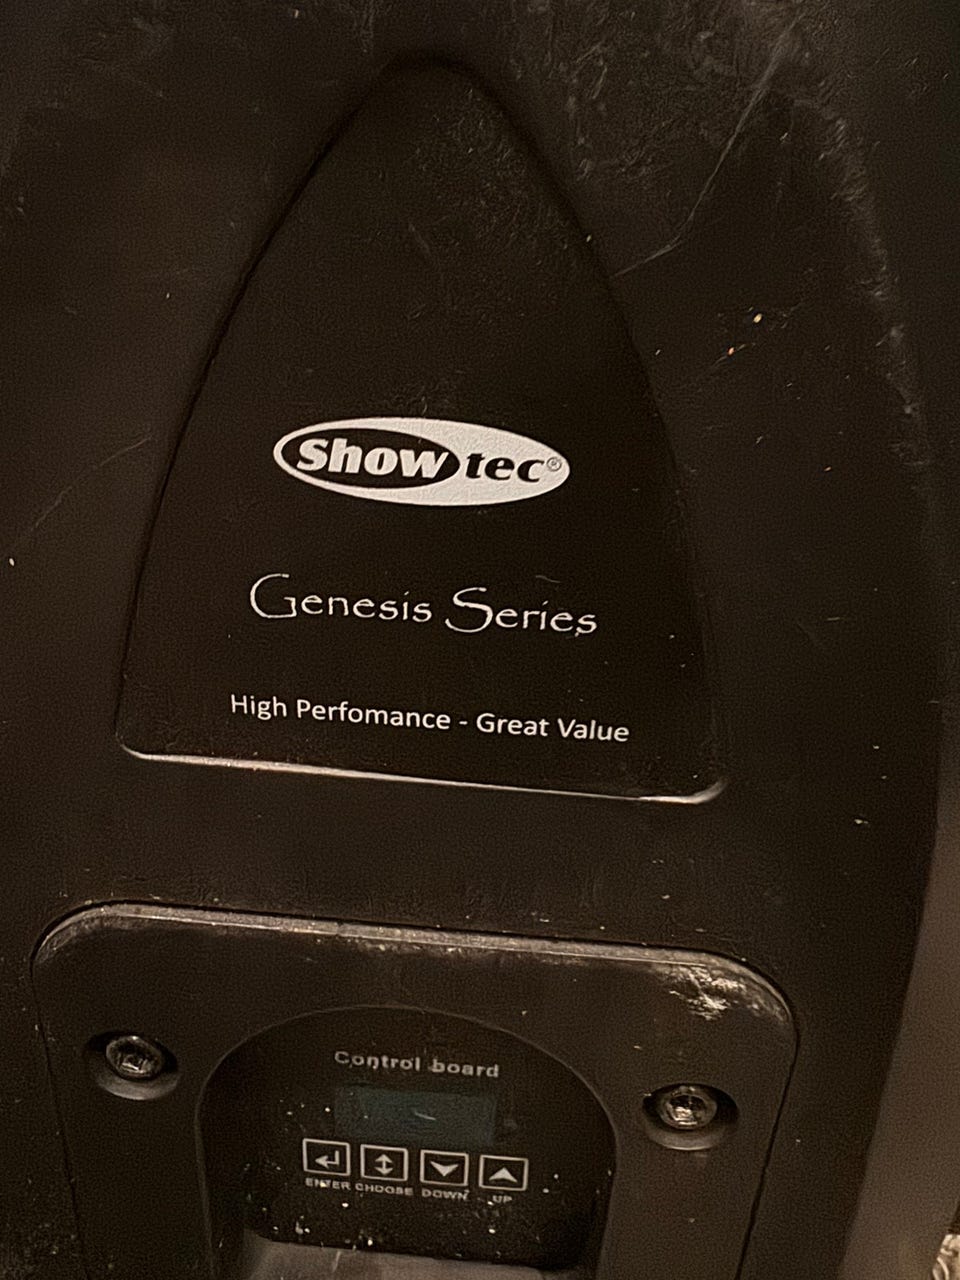 Showtec®
Genesis Series
High Perfomance - Great Value
Control board
ENTER CHOOSE DOWN UP